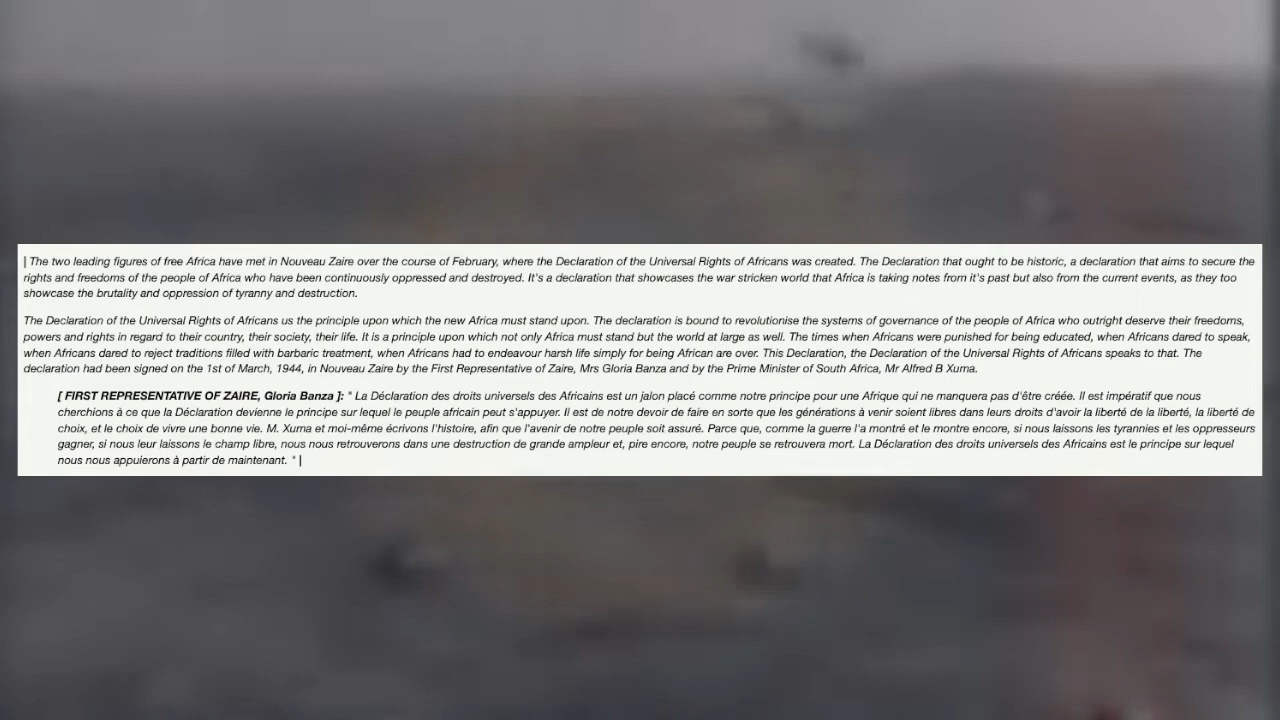 | The two leading figures of free Africa have met in Nouveau Zaire over the course of February, where the Declaration of the Universal Rights of Africans was created. The Declaration that ought to be historic, a declaration that aims to secure the
rights and freedoms of the people of Africa who have been continuously oppressed and destroyed. It's a declaration that showcases the war stricken world that Africa is taking notes from it's past but also from the current events, as they too
showcase the brutality and oppression of tyranny and destruction.
The Declaration of the Universal Rights of Africans us the principle upon which the new Africa must stand upon. The declaration is bound to revolutionise the systems of governance of the people of Africa who outright deserve their freedoms,
powers and rights in regard to their country, their society, their life. It is a principle upon which not only Africa must stand but the world at large as well. The times when Africans were punished for being educated, when Africans dared to speak,
when Africans dared to reject traditions filled with barbaric treatment, when Africans had to endeavour harsh life simply for being African are over. This Declaration, the Declaration of the Universal Rights of Africans speaks to that. The
declaration had been signed on the 1st of March, 1944, in Nouveau Zaire by the First Representative of Zaire, Mrs Gloria Banza and by the Prime Minister of South Africa, Mr Alfred B Xuma.
[ FIRST REPRESENTATIVE OF ZAIRE, Gloria Banza ]: " La Déclaration des droits universels des Africains est un jalon placé comme notre principe pour une Afrique qui ne manquera pas d'être créée. Il est impératif que nous
cherchions à ce que la Déclaration devienne le principe sur lequel le peuple africain peut s'appuyer. Il est de notre devoir de faire en sorte que les générations à venir soient libres dans leurs droits d'avoir la liberté de la liberté, la liberté de
choix, et le choix de vivre une bonne vie. M. Xuma et moi-même écrivons l'histoire, afin que l'avenir de notre peuple soit assuré. Parce que, comme la guerre l'a montré et le montre encore, si nous laissons les tyrannies et les oppresseurs
gagner, si nous leur laissons le champ libre, nous nous retrouverons dans une destruction de grande ampleur et, pire encore, notre peuple se retrouvera mort. La Déclaration des droits universels des Africains est le principe sur lequel
nous nous appuierons à partir de maintenant. " |